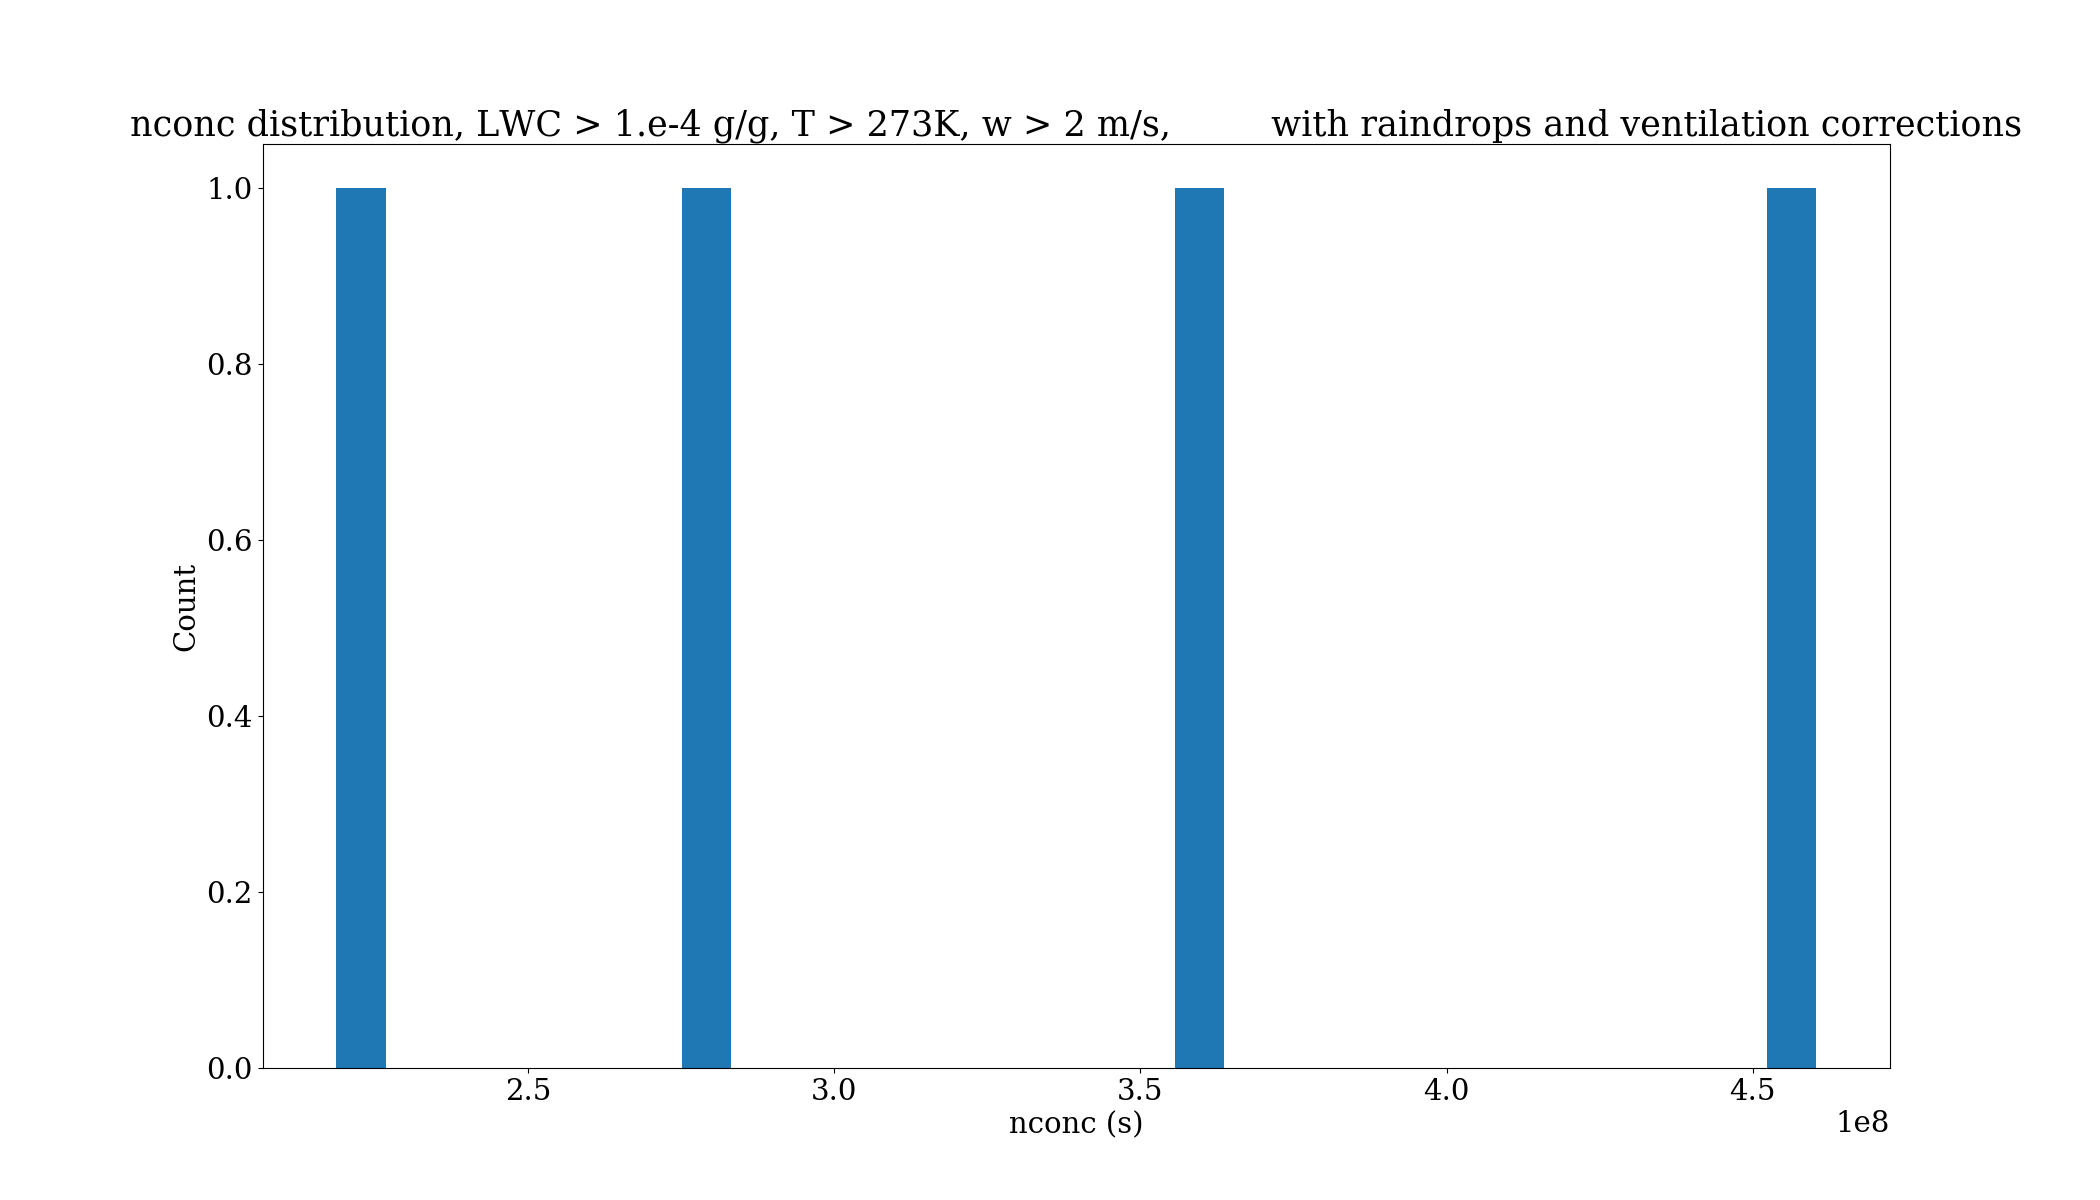 nconc distribution, LWC > 1.e-4 g/g, T > 273K, w > 2 m/s, with raindrops and ventilation corrections
1.0
0.8
0.6
0.4
0.2
0.0
Count
2.5 3.0 3.5 4.0 4.5
nconc (s)
1e8